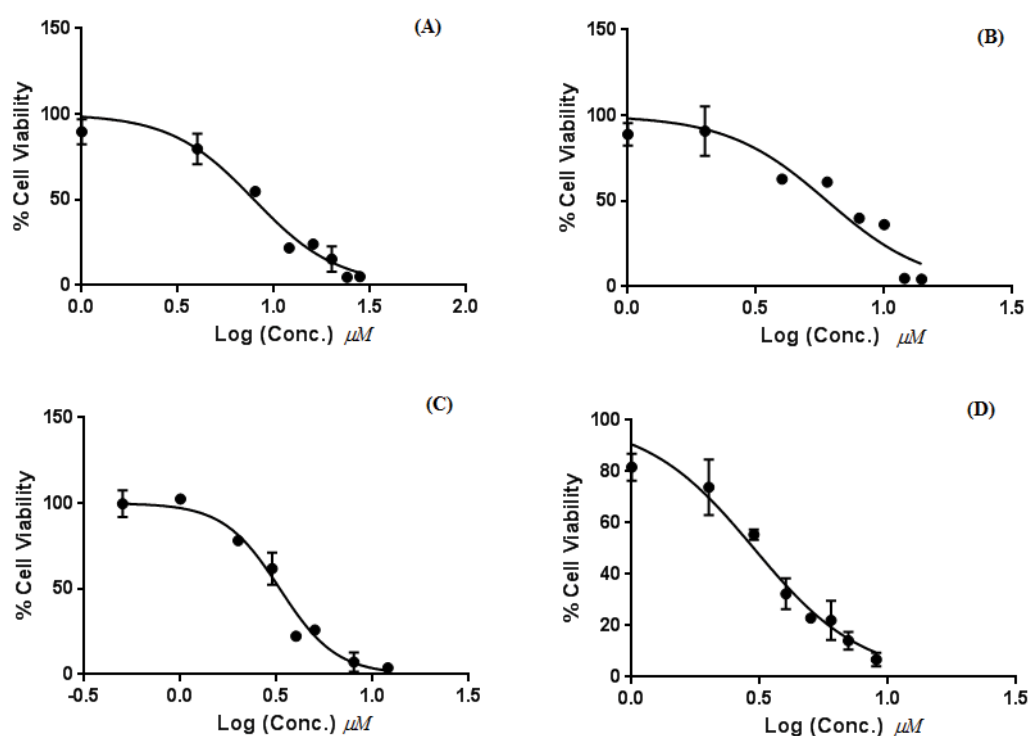 (A)
150
100
50
0
% Cell Viability
0.0 0.5 1.0 1.5 2.0
Log (Conc.) μM
(B)
150
100
50
0
% Cell Viability
0.0 0.5 1.0 1.5
Log (Conc.) μM
(C)
150
100
50
0
% Cell Viability
-0.5 0.0 0.5 1.0 1.5
Log (Conc.) μM
(D)
100
80
60
40
20
0
% Cell Viability
0.0 0.5 1.0 1.5
Log (Conc.) μM